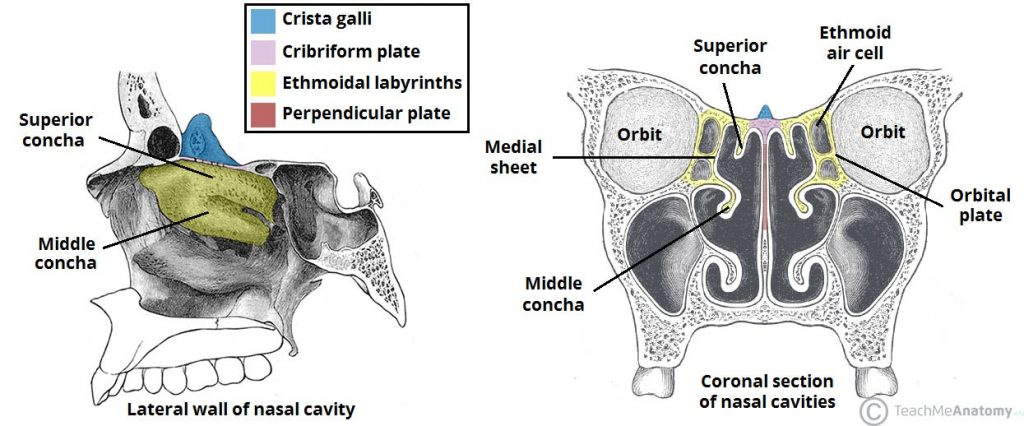 Crista galli
Cribriform plate
Ethmoidal labyrinths
Perpendicular plate
Superior
concha
Middle
concha
Lateral wall of nasal cavity
Superior
concha
Ethmoid
air cell
Orbit
Orbit
Medial
sheet
Orbital
plate
Middle
concha
Coronal section
of nasal cavities
© TeachMeAnatomy